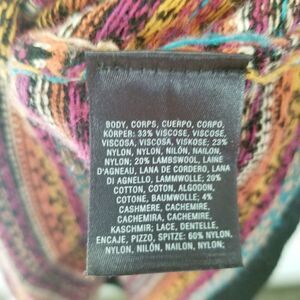 BODY, CORPS, CUERPO, CORPO,
KÖRPER: 33% VISCOSE, VISCOSE,
VISCOSA, VISCOSA, VISKOSE; 23%
NYLON, NYLON, NILÓN, NAILON,
NYLON; 20% LAMBSWOOL, LAINE
D'AGNEAU, LANA DE CORDERO, LANA
DI AGNELLO, LAMMWOLLE; 20%
COTTON, COTON, ALGODON,
COTONE, BAUMWOLLE; 4%
CASHMERE, CACHEMIRE,
CACHEMIRA, CACHEMIRA,
KASCHMIR; LACE, DENTELLE,
ENCAJE, PIZZO, SPITZE: 60% NYLON,
NYLON, NILÓN, NAILON, NYLON;